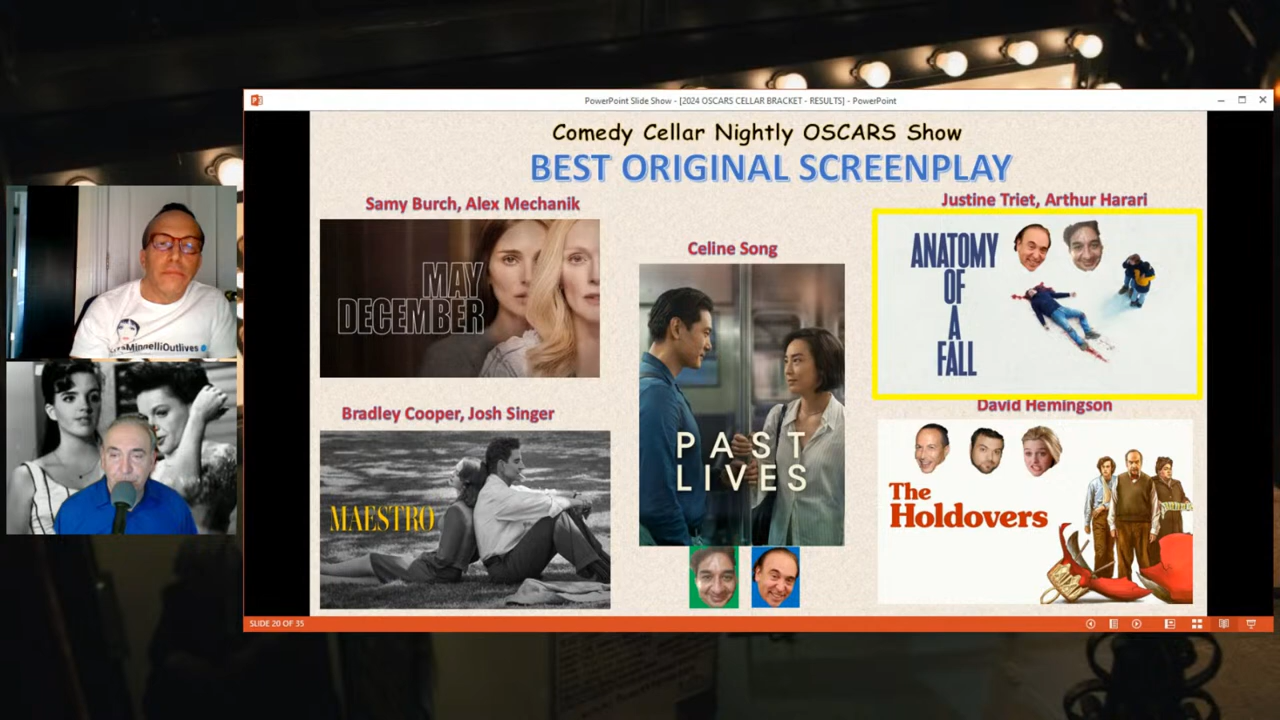 PowerPoint Slide Show - [2024 OSCARS CELLAR BRACKET - RESULTS] - PowerPoint
Comedy Cellar Nightly OSCARS Show
BEST ORIGINAL SCREENPLAY
Samy Burch, Alex Mechanik
MAY
DECEMBER
Bradley Cooper, Josh Singer
MAESTRO
Celine Song
PAST
LIVES
Justine Triet, Arthur Harari
ANATOMY
OF
A
FALL
David Hemingson
The
Holdovers
MinnelliOutlives
SLIDE 20 OF 35